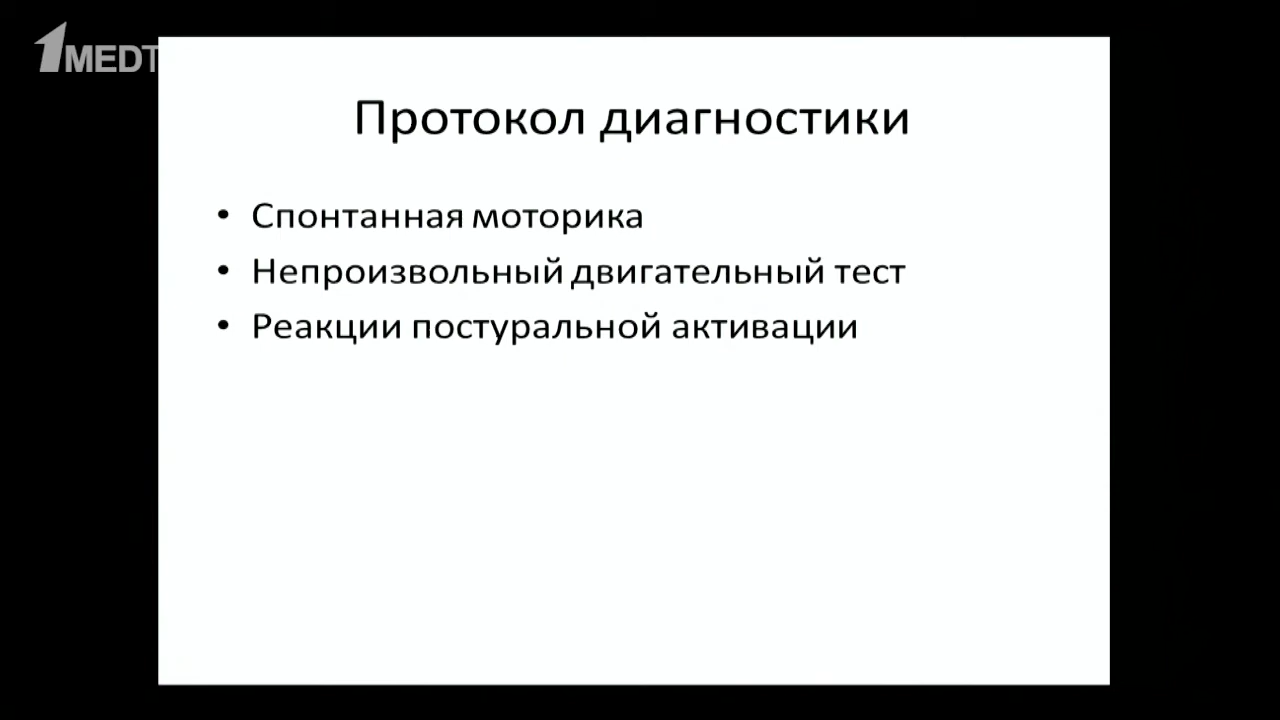 1MEDT
Протокол диагностики
• Спонтанная моторика
• Непроизвольный двигательный тест
• Реакции постуральной активации